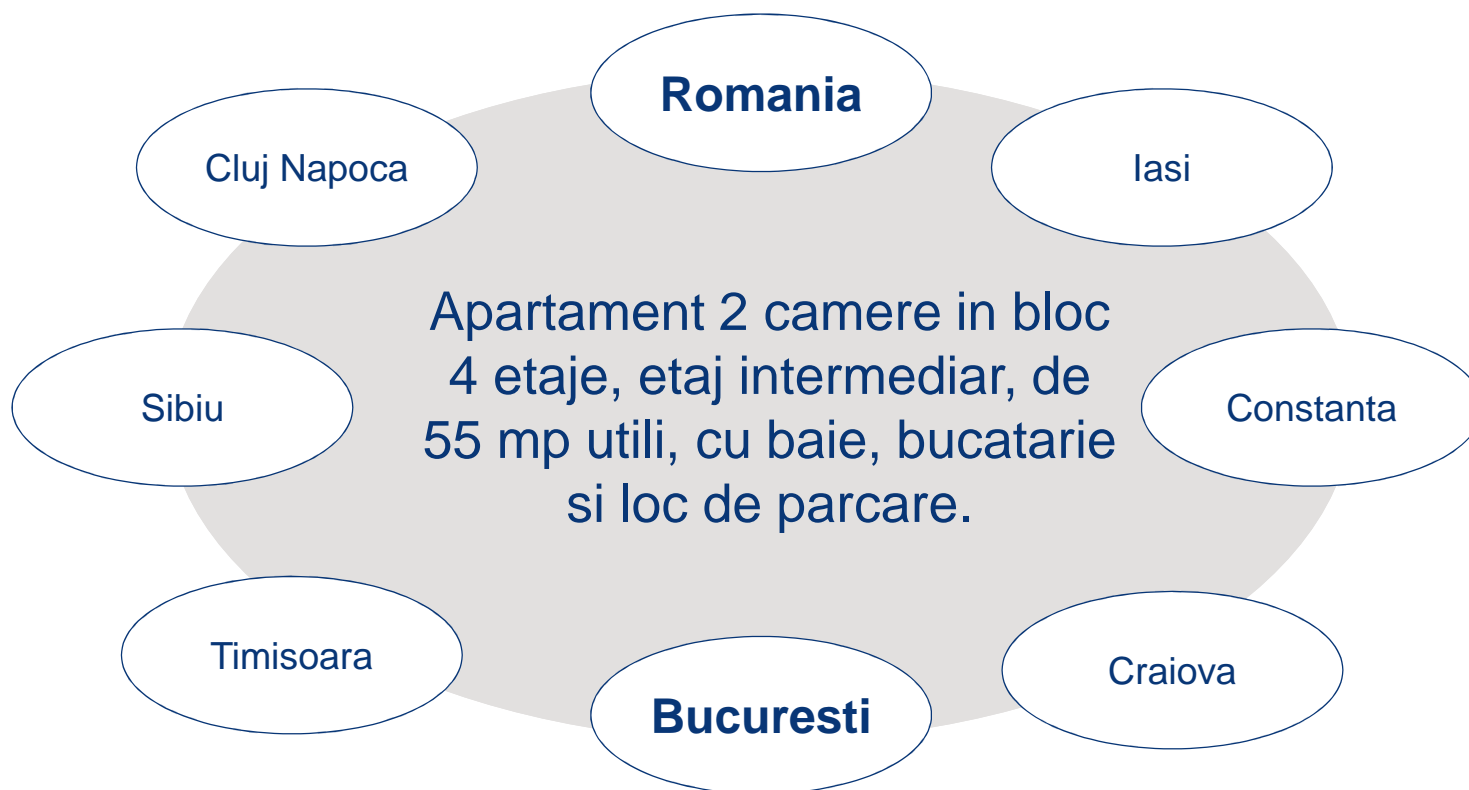 Romania
Cluj Napoca
Iasi
Apartament 2 camere in bloc
4 etaje, etaj intermediar, de
55 mp utili, cu baie, bucatarie
si loc de parcare.
Sibiu
Constanta
Timisoara
Craiova
Bucuresti